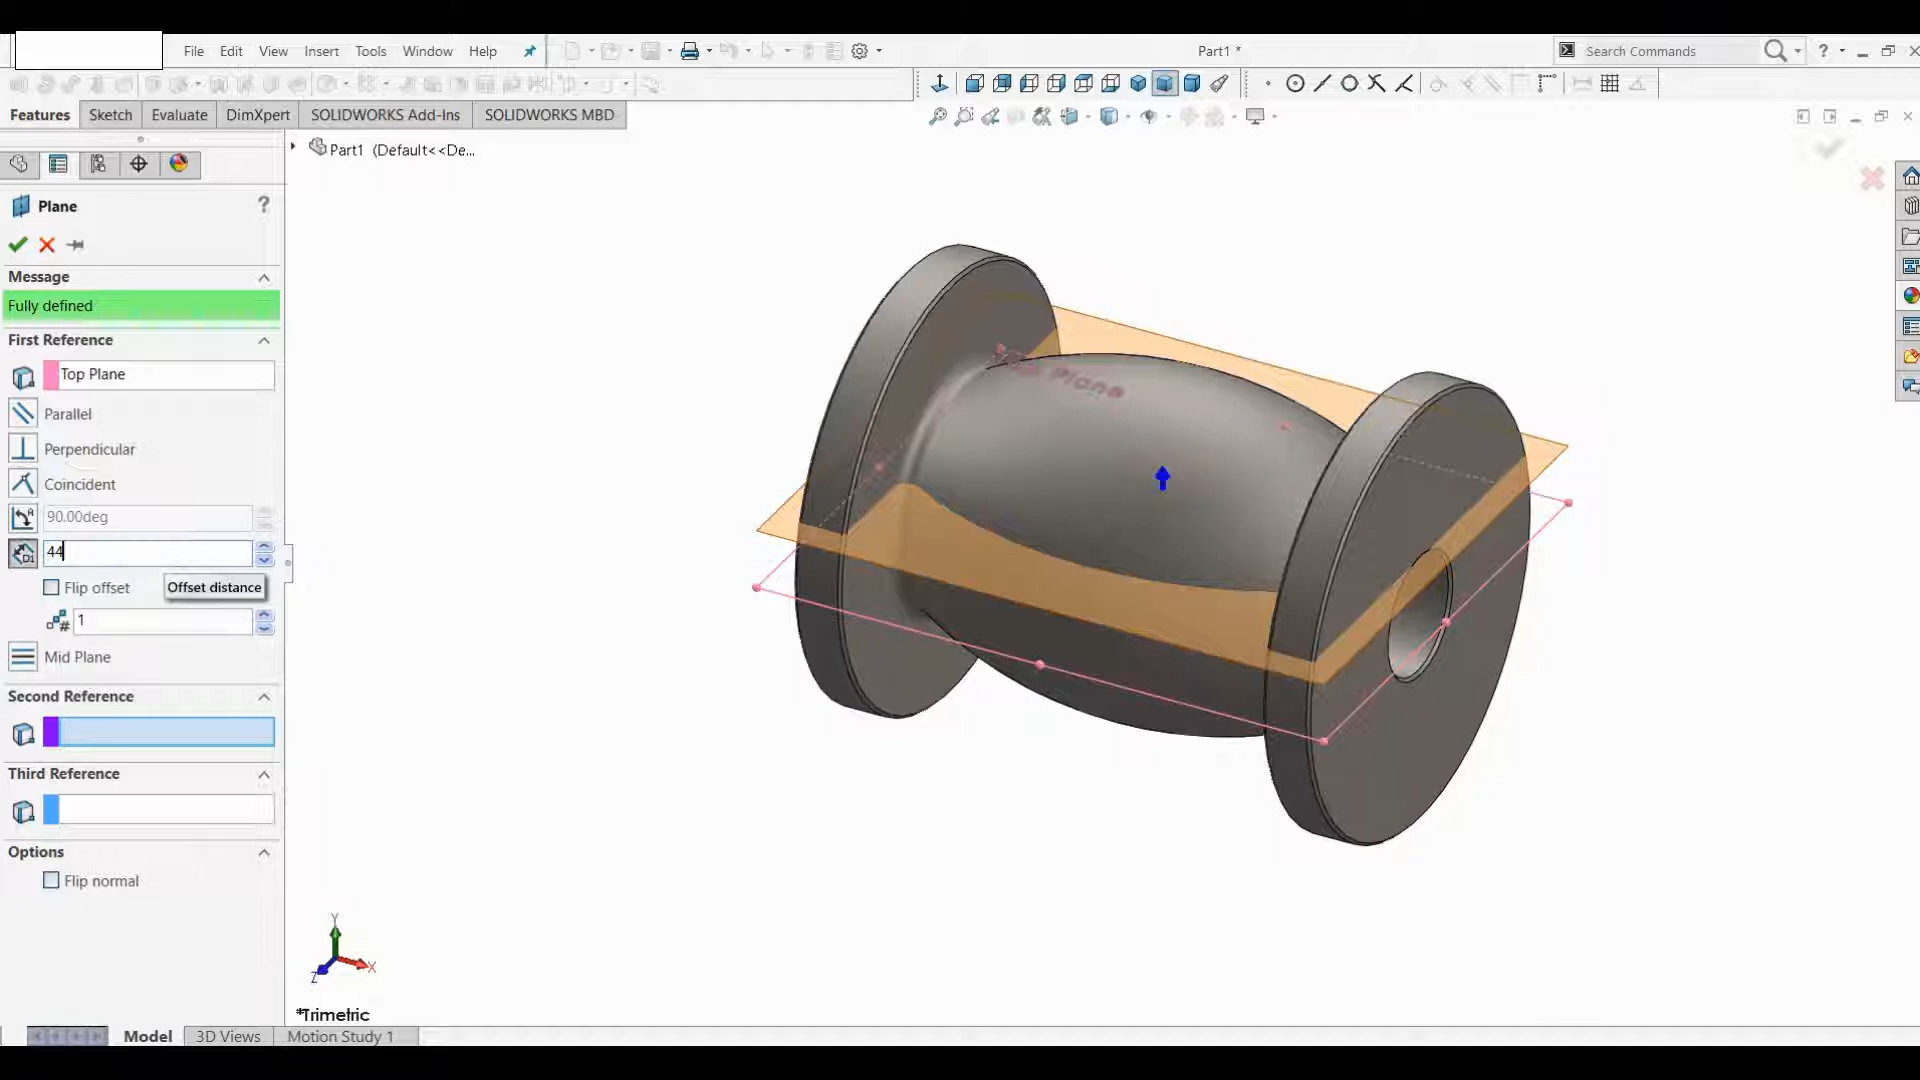 File Edit View Insert Tools Window Help
Part1 *
Search Commands
?
Features Sketch Evaluate DimXpert SOLIDWORKS Add-Ins SOLIDWORKS MBD
Part1 (Default<<De...
Plane
?
Message
Fully defined
First Reference
Top Plane
Parallel
Perpendicular
Coincident
90.00deg
44
Flip offset
Offset distance
1
Mid Plane
Second Reference
Third Reference
Options
Flip normal
Top Plane
Y
X
Z
*Trimetric
Model 3D Views Motion Study 1